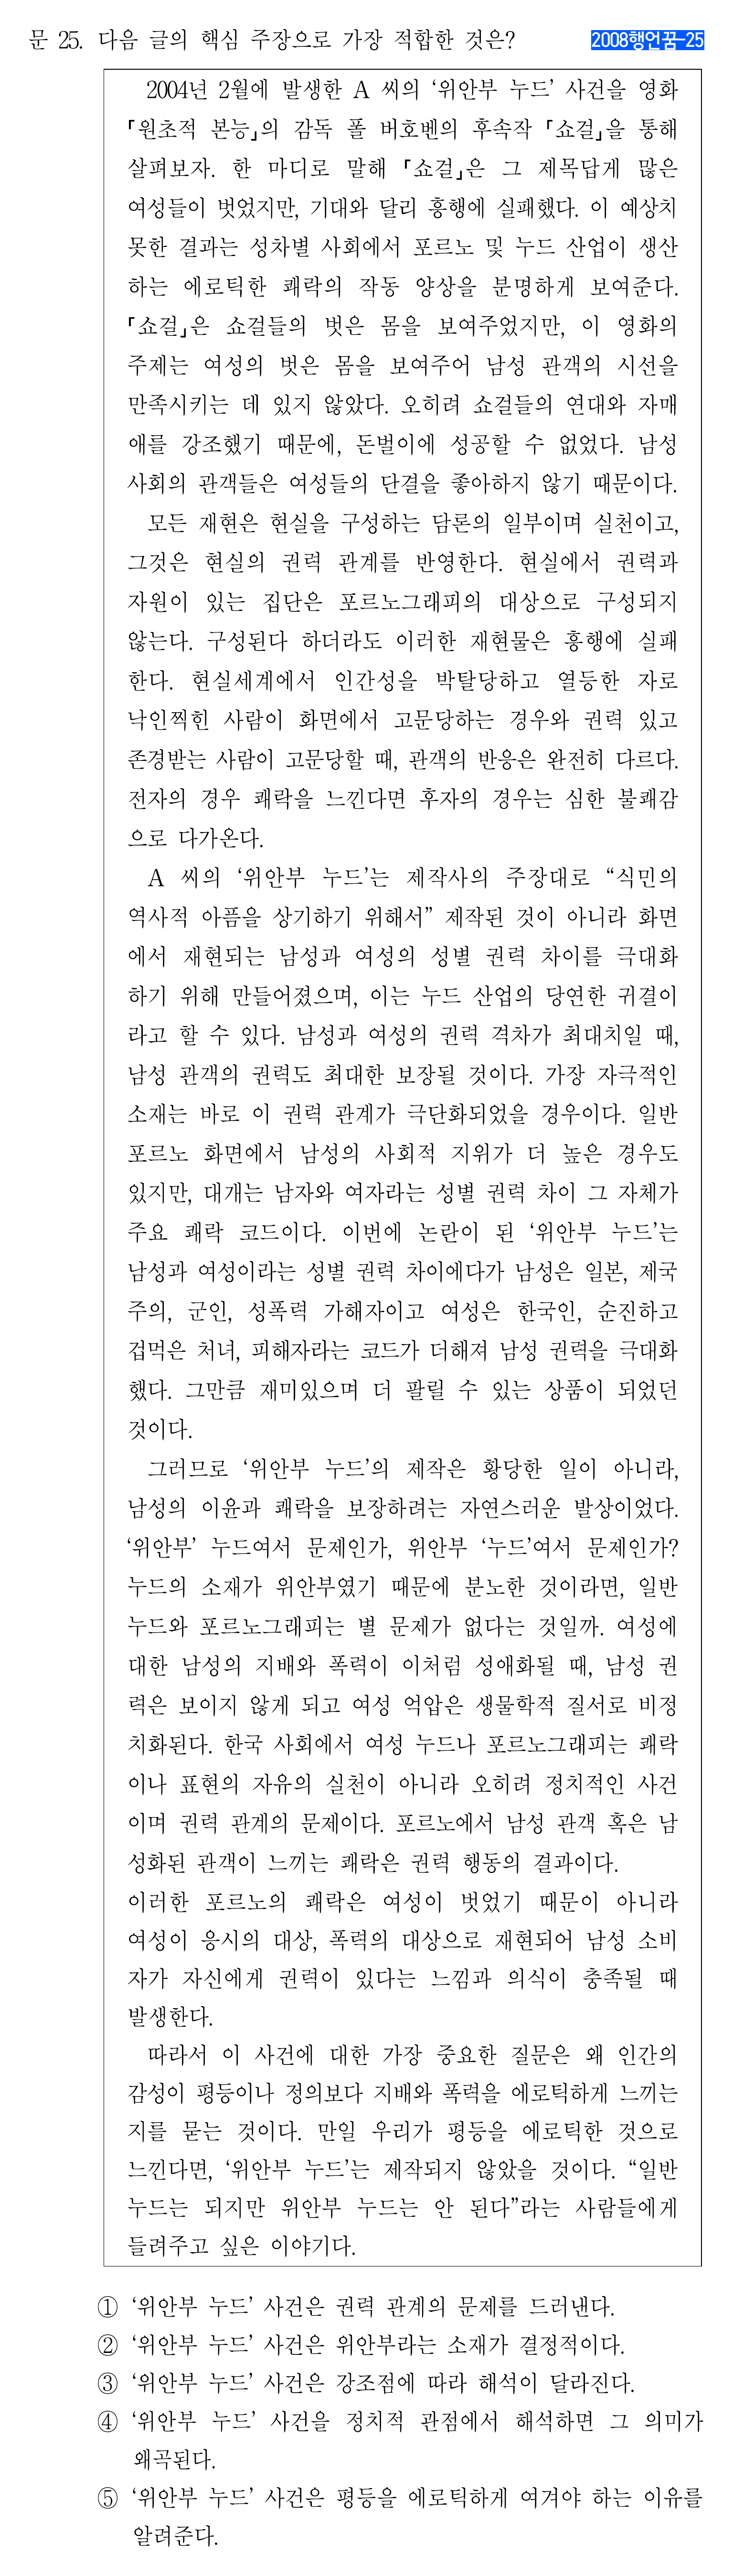 문 25. 다음 글의 핵심 주장으로 가장 적합한 것은?
2008행언꿈-25
2004년 2월에 발생한 A 씨의 ‘위안부 누드’ 사건을 영화
「원초적 본능」의 감독 폴 버호벤의 후속작 「쇼걸」을 통해
살펴보자. 한 마디로 말해 「쇼걸」은 그 제목답게 많은
여성들이 벗었지만, 기대와 달리 흥행에 실패했다. 이 예상치
못한 결과는 성차별 사회에서 포르노 및 누드 산업이 생산
하는 에로틱한 쾌락의 작동 양상을 분명하게 보여준다.
「쇼걸」은 쇼걸들의 벗은 몸을 보여주었지만, 이 영화의
주제는 여성의 벗은 몸을 보여주어 남성 관객의 시선을
만족시키는 데 있지 않았다. 오히려 쇼걸들의 연대와 자매
애를 강조했기 때문에, 돈벌이에 성공할 수 없었다. 남성
사회의 관객들은 여성들의 단결을 좋아하지 않기 때문이다.
모든 재현은 현실을 구성하는 담론의 일부이며 실천이고,
그것은 현실의 권력 관계를 반영한다. 현실에서 권력과
자원이 있는 집단은 포르노그래피의 대상으로 구성되지
않는다. 구성된다 하더라도 이러한 재현물은 흥행에 실패
한다. 현실세계에서 인간성을 박탈당하고 열등한 자로
낙인찍힌 사람이 화면에서 고문당하는 경우와 권력 있고
존경받는 사람이 고문당할 때, 관객의 반응은 완전히 다르다.
전자의 경우 쾌락을 느낀다면 후자의 경우는 심한 불쾌감
으로 다가온다.
A 씨의 ‘위안부 누드’는 제작사의 주장대로 “식민의
역사적 아픔을 상기하기 위해서” 제작된 것이 아니라 화면
에서 재현되는 남성과 여성의 성별 권력 차이를 극대화
하기 위해 만들어졌으며, 이는 누드 산업의 당연한 귀결이
라고 할 수 있다. 남성과 여성의 권력 격차가 최대치일 때,
남성 관객의 권력도 최대한 보장될 것이다. 가장 자극적인
소재는 바로 이 권력 관계가 극단화되었을 경우이다. 일반
포르노 화면에서 남성의 사회적 지위가 더 높은 경우도
있지만, 대개는 남자와 여자라는 성별 권력 차이 그 자체가
주요 쾌락 코드이다. 이번에 논란이 된 ‘위안부 누드’는
남성과 여성이라는 성별 권력 차이에다가 남성은 일본, 제국
주의, 군인, 성폭력 가해자이고 여성은 한국인, 순진하고
겁먹은 처녀, 피해자라는 코드가 더해져 남성 권력을 극대화
했다. 그만큼 재미있으며 더 팔릴 수 있는 상품이 되었던
것이다.
그러므로 ‘위안부 누드’의 제작은 황당한 일이 아니라,
남성의 이윤과 쾌락을 보장하려는 자연스러운 발상이었다.
‘위안부’ 누드여서 문제인가, 위안부 ‘누드’여서 문제인가?
누드의 소재가 위안부였기 때문에 분노한 것이라면, 일반
누드와 포르노그래피는 별 문제가 없다는 것일까. 여성에
대한 남성의 지배와 폭력이 이처럼 성애화될 때, 남성 권
력은 보이지 않게 되고 여성 억압은 생물학적 질서로 비정
치화된다. 한국 사회에서 여성 누드나 포르노그래피는 쾌락
이나 표현의 자유의 실천이 아니라 오히려 정치적인 사건
이며 권력 관계의 문제이다. 포르노에서 남성 관객 혹은 남
성화된 관객이 느끼는 쾌락은 권력 행동의 결과이다.
이러한 포르노의 쾌락은 여성이 벗었기 때문이 아니라
여성이 응시의 대상, 폭력의 대상으로 재현되어 남성 소비
자가 자신에게 권력이 있다는 느낌과 의식이 충족될 때
발생한다.
따라서 이 사건에 대한 가장 중요한 질문은 왜 인간의
감성이 평등이나 정의보다 지배와 폭력을 에로틱하게 느끼는
지를 묻는 것이다. 만일 우리가 평등을 에로틱한 것으로
느낀다면, ‘위안부 누드’는 제작되지 않았을 것이다. “일반
누드는 되지만 위안부 누드는 안 된다”라는 사람들에게
들려주고 싶은 이야기다.
① ‘위안부 누드’ 사건은 권력 관계의 문제를 드러낸다.
② ‘위안부 누드’ 사건은 위안부라는 소재가 결정적이다.
③ ‘위안부 누드’ 사건은 강조점에 따라 해석이 달라진다.
④ ‘위안부 누드’ 사건을 정치적 관점에서 해석하면 그 의미가
왜곡된다.
⑤ ‘위안부 누드’ 사건은 평등을 에로틱하게 여겨야 하는 이유를
알려준다.